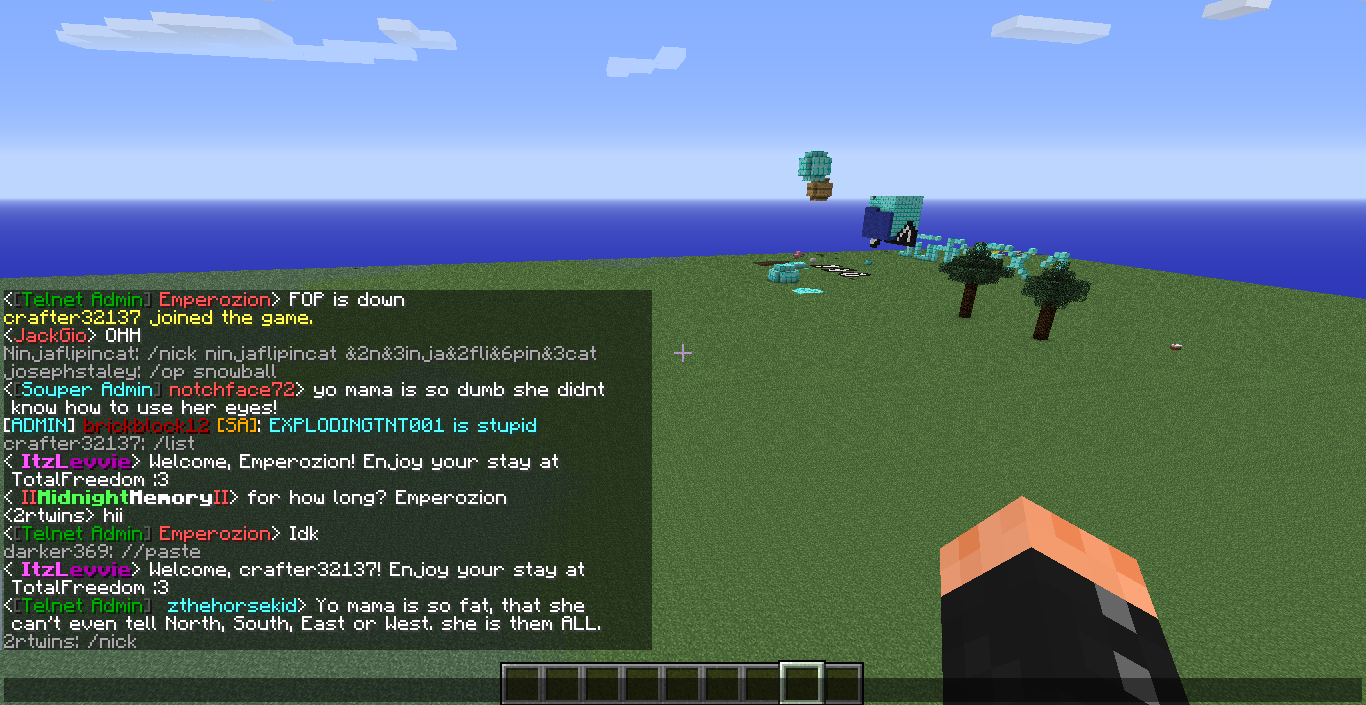 <[Telnet Admin] Emperozion> FOP is down
crafter32137 joined the game.
<JackGio> OHH
Ninjaflipincat: /nick ninjaflipincat &2n&3inja&2fli&6pin&3cat
josephstaley: /op snowball
<[Souper Admin] notchface72> yo mama is so dumb she didnt
know how to use her eyes!
[ADMIN] brickblock12 [SA]: EXPLODINGTNT001 is stupid
crafter32137: /list
< ItzLevvie> Welcome, Emperozion! Enjoy your stay at
TotalFreedom :3
< IIMidnightMemoryII> for how long? Emperozion
<2rtwins> hii
<[Telnet Admin] Emperozion> Idk
darker369: //paste
< ItzLevvie> Welcome, crafter32137! Enjoy your stay at
TotalFreedom :3
<[Telnet Admin] zthehorsekid> Yo mama is so fat, that she
can't even tell North, South, East or West. she is them ALL.
2rtwins: /nick